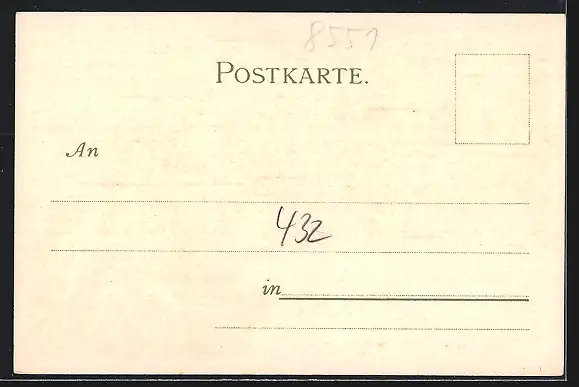 8551
POSTKARTE.
An
432
in